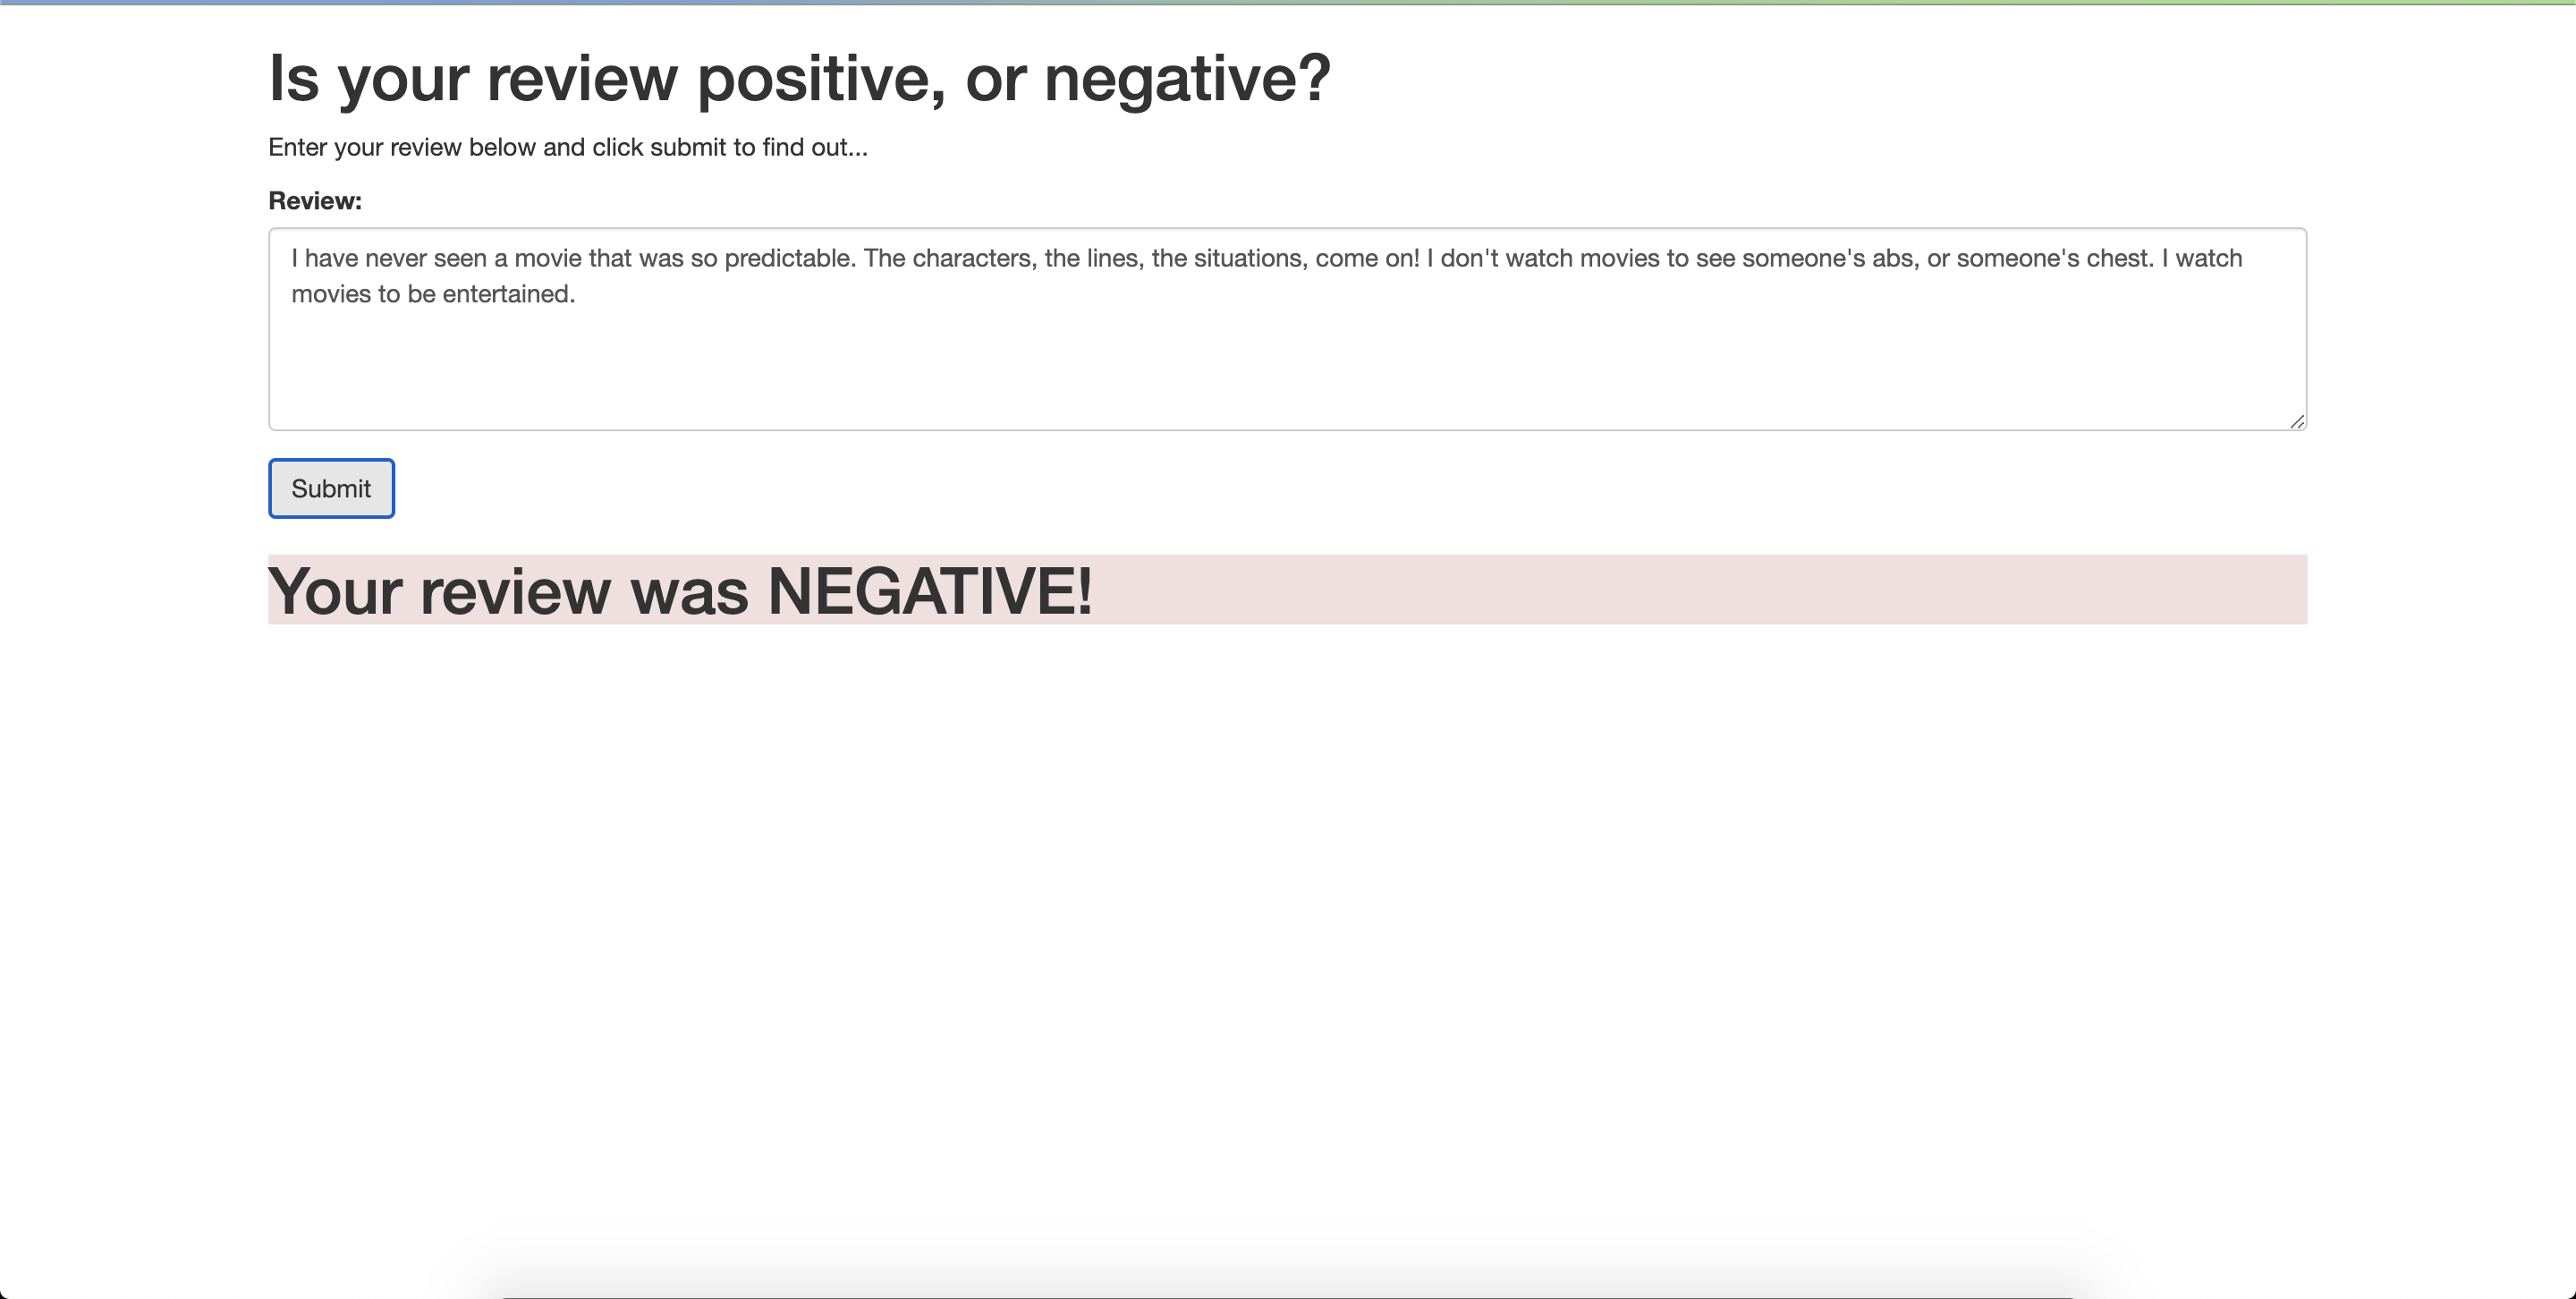 Is your review positive, or negative?
Enter your review below and click submit to find out...
Review:
I have never seen a movie that was so predictable. The characters, the lines, the situations, come on! I don't watch movies to see someone's abs, or someone's chest. I watch
movies to be entertained.
Submit
Your review was NEGATIVE!